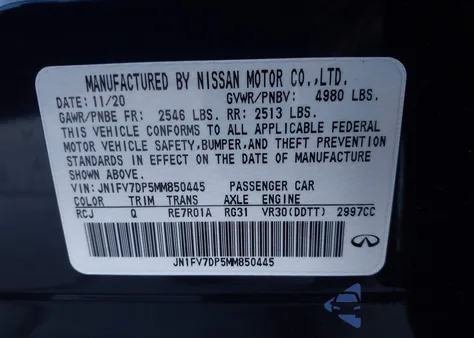 MANUFACTURED BY NISSAN MOTOR CO.,LTD.
DATE: 11/20 GVWR/PNBV: 4980 LBS.
GAWR/PNBE FR: 2546 LBS. RR: 2513 LBS.
THIS VEHICLE CONFORMS TO ALL APPLICABLE FEDERAL
MOTOR VEHICLE SAFETY,BUMPER,AND THEFT PREVENTION
STANDARDS IN EFFECT ON THE DATE OF MANUFACTURE
SHOWN ABOVE.
VIN: JN1FV7DP5MM850445 PASSENGER CAR
COLOR TRIM TRANS AXLE ENGINE
RCJ Q RE7R01A RG31 VR30(DDTT) 2997CC
JN1FV7DP5MM850445